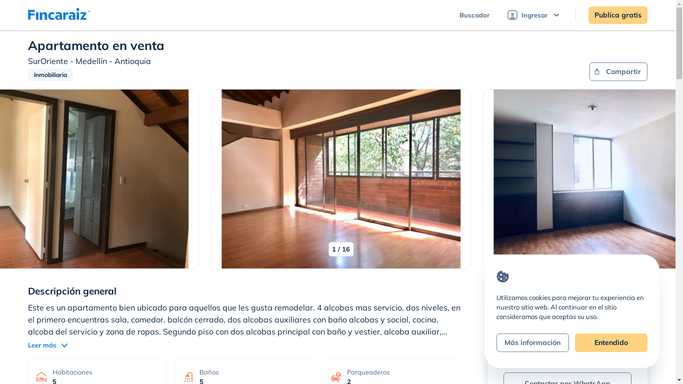 Fincaraiz
Buscador
Ingresar
Publica gratis
Apartamento en venta
SurOriente - Medellín - Antioquia
Inmobiliaria
Compartir
1 / 16
Descripción general
Este es un apartamento bien ubicado para aquellos que les gusta remodelar. 4 alcobas mas servicio, dos niveles, en
el primero encuentras sala, comedor, balcón cerrado, dos alcobas auxiliares con baño alcobas y social, cocina,
alcoba del servicio y zona de ropas. Segundo piso con dos alcobas principal con baño y vestier, alcoba auxiliar,...
Leer más
Habitaciones
5
Baños
5
Parqueaderos
2
Utilizamos cookies para mejorar tu experiencia en
nuestro sitio web. Al continuar en el sitio
consideramos que aceptas su uso.
Más información
Entendido
Contactar por WhatsApp